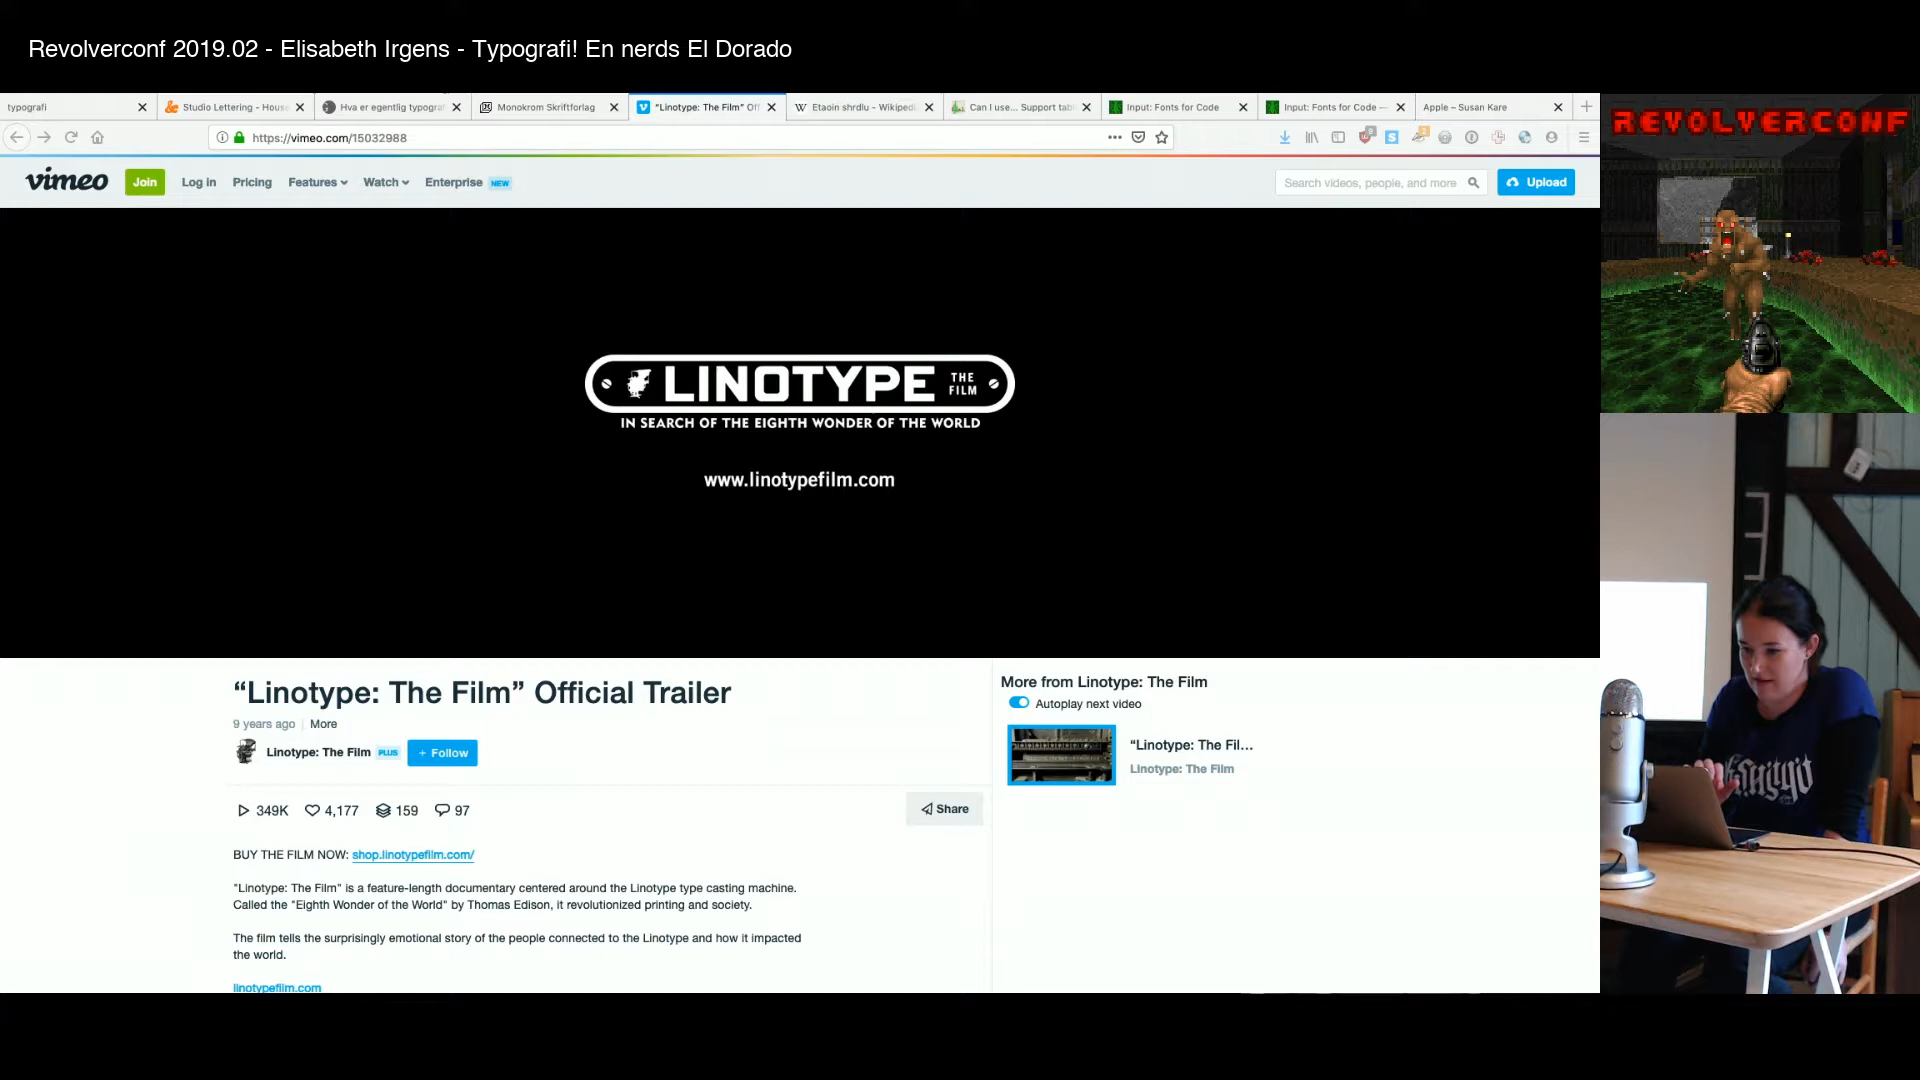 Revolverconf 2019.02 - Elisabeth Irgens - Typografi! En nerds El Dorado
typografi
Studio Lettering - House
Hva er egentlig typograf
Monokrom Skriftforlag
"Linotype: The Film" Off
Etaoin shrdlu - Wikipedi
Can I use... Support tabl
Input: Fonts for Code
Input: Fonts for Code —
Apple – Susan Kare
https://vimeo.com/15032988
REVOLVERCONF
vimeo
Join
Log in
Pricing
Features
Watch
Enterprise
NEW
Search videos, people, and more
Upload
LINOTYPE THE FILM
IN SEARCH OF THE EIGHTH WONDER OF THE WORLD
www.linotypefilm.com
“Linotype: The Film” Official Trailer
9 years ago
More
Linotype: The Film
PLUS
+ Follow
349K
4,177
159
97
Share
BUY THE FILM NOW: shop.linotypefilm.com/
"Linotype: The Film" is a feature-length documentary centered around the Linotype type casting machine.
Called the "Eighth Wonder of the World" by Thomas Edison, it revolutionized printing and society.
The film tells the surprisingly emotional story of the people connected to the Linotype and how it impacted
the world.
linotypefilm.com
More from Linotype: The Film
Autoplay next video
“Linotype: The Fil...
Linotype: The Film